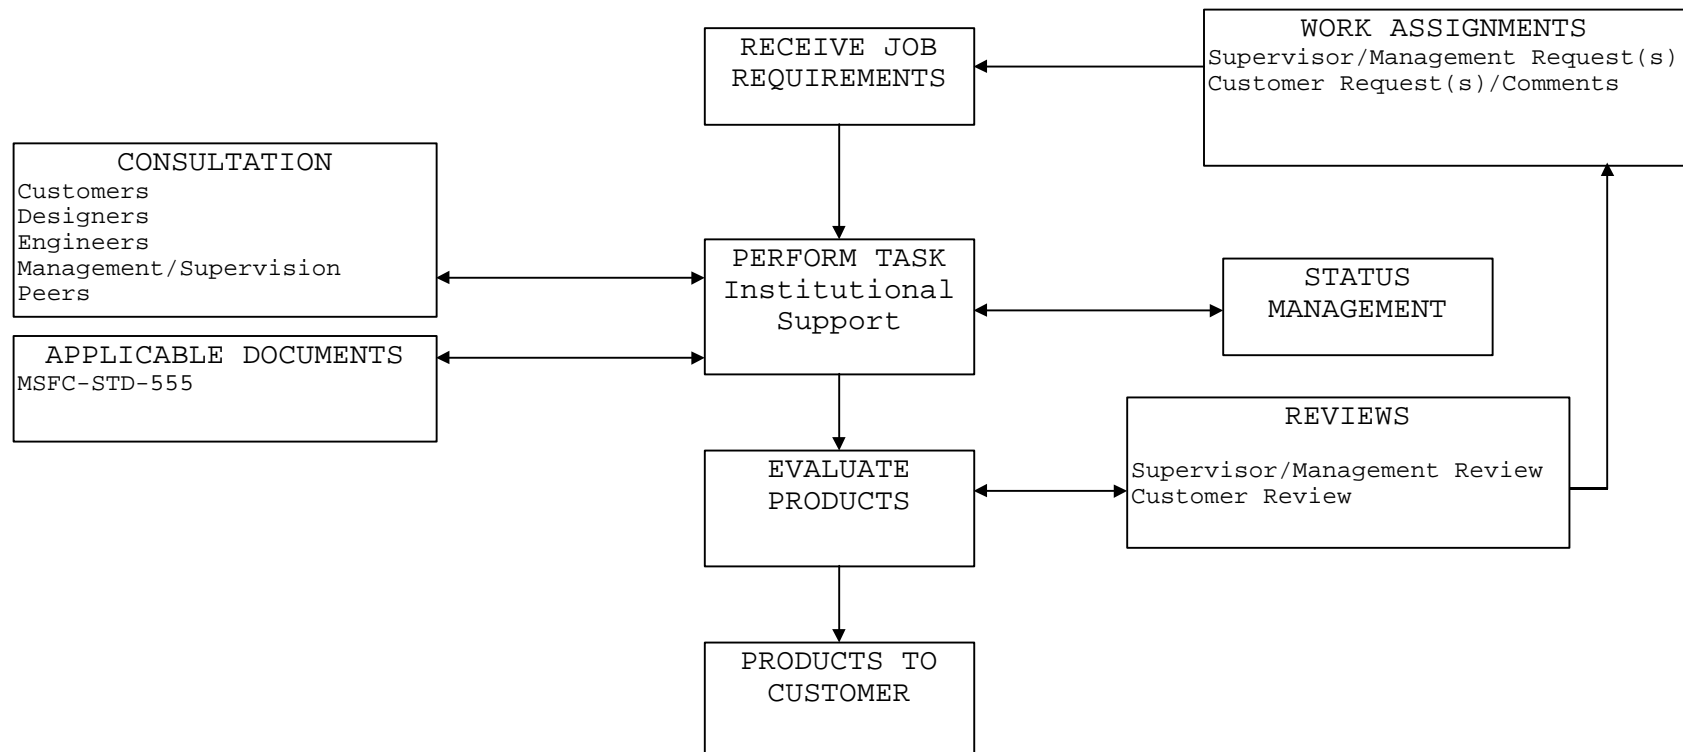 RECEIVE JOB
REQUIREMENTS
WORK ASSIGNMENTS
Supervisor/Management Request(s)
Customer Request(s)/Comments
CONSULTATION
Customers
Designers
Engineers
Management/Supervision
Peers
PERFORM TASK
Institutional
Support
STATUS
MANAGEMENT
APPLICABLE DOCUMENTS
MSFC-STD-555
REVIEWS
Supervisor/Management Review
Customer Review
EVALUATE
PRODUCTS
PRODUCTS TO
CUSTOMER